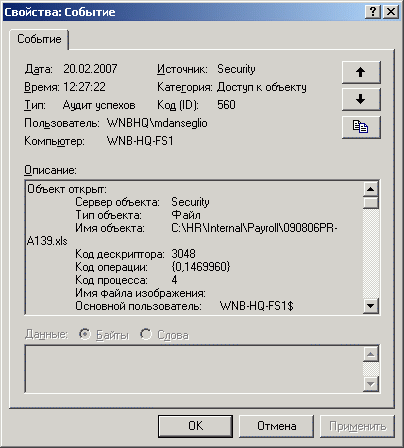 Свойства: Событие
Событие
Дата: 20.02.2007 Источник: Security
Время: 12:27:22 Категория: Доступ к объекту
Тип: Аудит успехов Код (ID): 560
Пользователь: WNBHQ\mdanseglio
Компьютер: WNB-HQ-FS1
Описание:
Объект открыт:
Сервер объекта: Security
Тип объекта: Файл
Имя объекта: C:\HR\Internal\Payroll\090806PR-
A139.xls
Код дескриптора: 3048
Код операции: {0,1469960}
Код процесса: 4
Имя файла изображения:
Основной пользователь: WNB-HQ-FS1$
Данные: Байты Слова
OK Отмена Применить